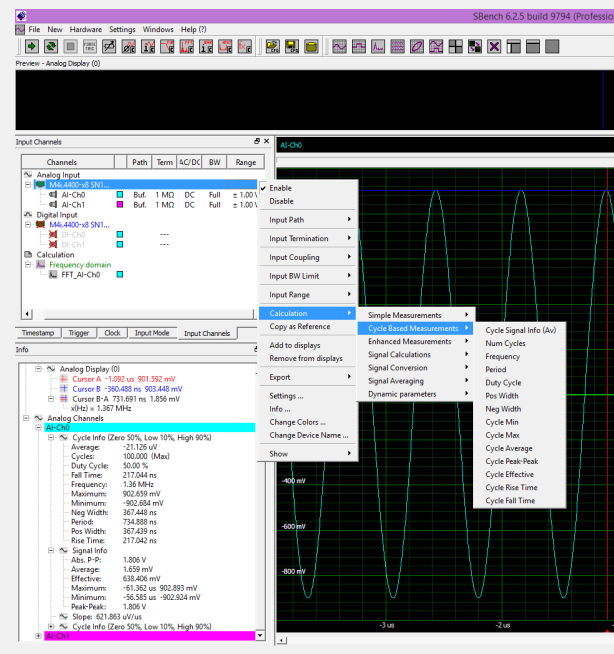 SBench 6.2.5 build 9794 (Professio
File New Hardware Settings Windows Help (?)
Preview - Analog Display (0)
Input Channels
Channels Path Term AC/DC BW Range
Analog Input
M4i.4400-x8 SN1...
AI-Ch0 Buf. 1 MΩ DC Full ± 1.00 V
AI-Ch1 Buf. 1 MΩ DC Full ± 1.00 V
Digital Input
M4i.4400-x8 SN1...
DI-Ch0 ---
DI-Ch1 ---
Calculation
Frequency domain
FFT_AI-Ch0
Timestamp Trigger Clock Input Mode Input Channels
Info
Analog Display (0)
Cursor A -1.092 us 901.592 mV
Cursor B -360.488 ns 903.448 mV
Cursor B-A 731.691 ns 1.856 mV
x(Hz) = 1.367 MHz
Analog Channels
AI-Ch0
Cycle Info (Zero 50%, Low 10%, High 90%)
Average: -21.126 uV
Cycles: 100.000 (Max)
Duty Cycle: 50.00 %
Fall Time: 217.044 ns
Frequency: 1.36 MHz
Maximum: 902.659 mV
Minimum: -902.684 mV
Neg Width: 367.448 ns
Period: 734.888 ns
Pos Width: 367.439 ns
Rise Time: 217.042 ns
Signal Info
Abs. P-P: 1.806 V
Average: 1.659 mV
Effective: 638.406 mV
Maximum: -61.362 us 902.893 mV
Minimum: -56.585 us -902.924 mV
Peak-Peak: 1.806 V
Slope: 621.863 uV/us
Cycle Info (Zero 50%, Low 10%, High 90%)
AI-Ch1
AI-Ch0
Enable
Disable
Input Path
Input Termination
Input Coupling
Input BW Limit
Input Range
Calculation
Copy as Reference
Add to displays
Remove from displays
Export
Settings ...
Info ...
Change Colors ...
Change Device Name ...
Show
Simple Measurements
Cycle Based Measurements
Enhanced Measurements
Signal Calculations
Signal Conversion
Signal Averaging
Dynamic parameters
Cycle Signal Info (Av)
Num Cycles
Frequency
Period
Duty Cycle
Pos Width
Neg Width
Cycle Min
Cycle Max
Cycle Average
Cycle Peak-Peak
Cycle Effective
Cycle Rise Time
Cycle Fall Time
-400 mV
-600 mV
-800 mV
-3 us
-2 us